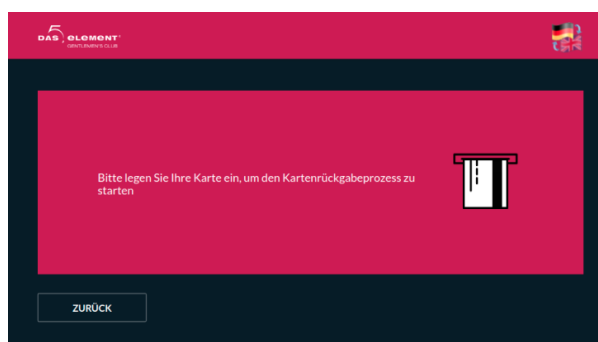 DAS 5. eLement
GENTLEMEN'S CLUB
Bitte legen Sie Ihre Karte ein, um den Kartenrückgabeprozess zu
starten
ZURÜCK